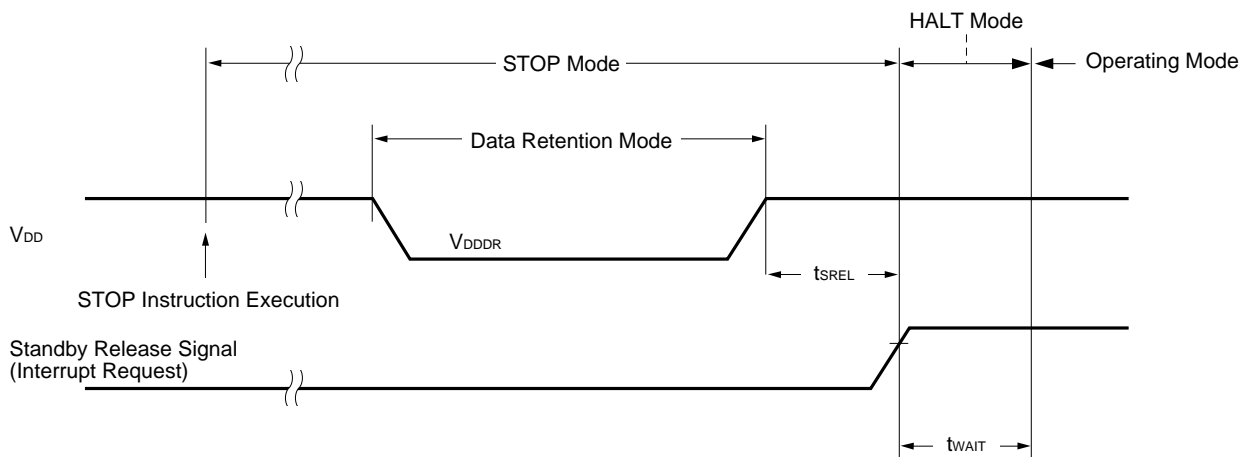 HALT Mode
STOP Mode
Operating Mode
Data Retention Mode
VDD
VDDDR
tSREL
STOP Instruction Execution
Standby Release Signal
(Interrupt Request)
tWAIT